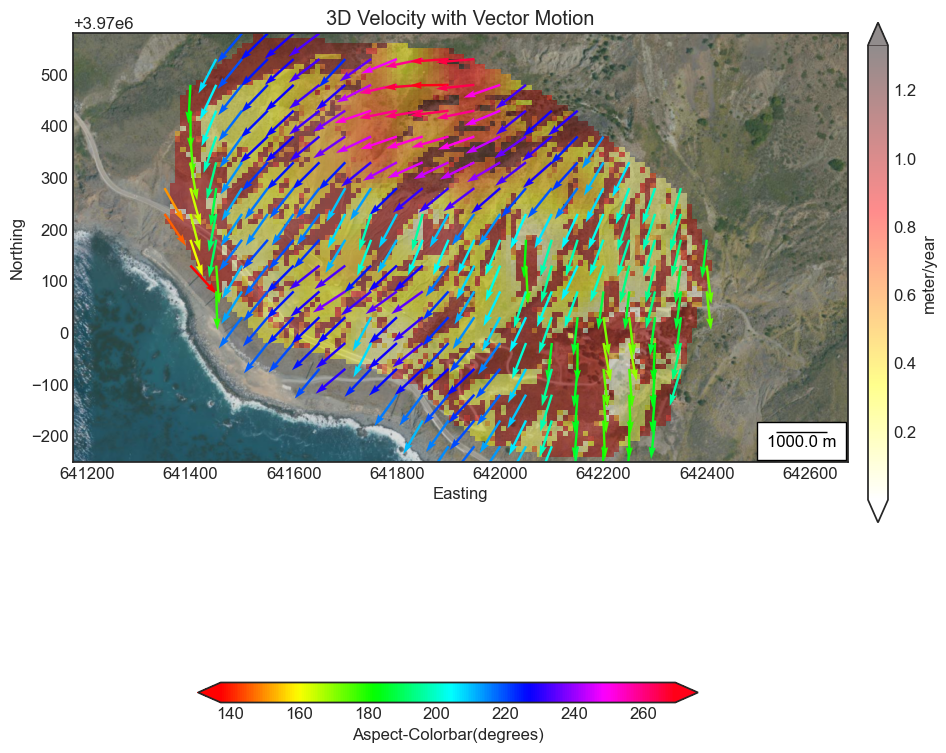 3D Velocity with Vector Motion
+3.97e6
500
400
300
200
100
0
−100
−200
Northing
641200 641400 641600 641800 642000 642200 642400 642600
Easting
1000.0 m
1.2
1.0
0.8
0.6
0.4
0.2
meter/year
140 160 180 200 220 240 260
Aspect-Colorbar(degrees)